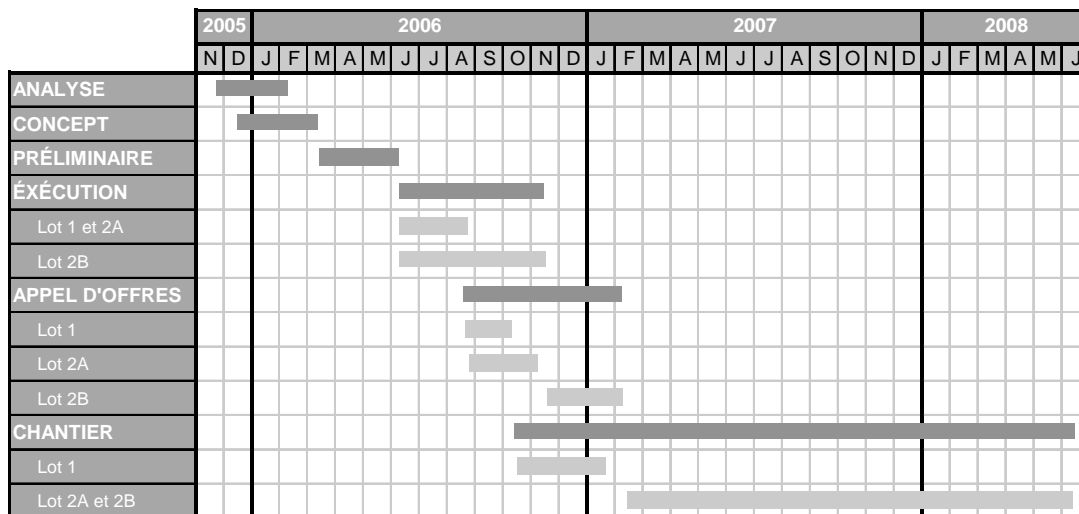 2005 2006 2007 2008
N D J F M A M J J A S O N D J F M A M J J A S O N D J F M A M J
ANALYSE
CONCEPT
PRÉLIMINAIRE
ÉXÉCUTION
Lot 1 et 2A
Lot 2B
APPEL D'OFFRES
Lot 1
Lot 2A
Lot 2B
CHANTIER
Lot 1
Lot 2A et 2B